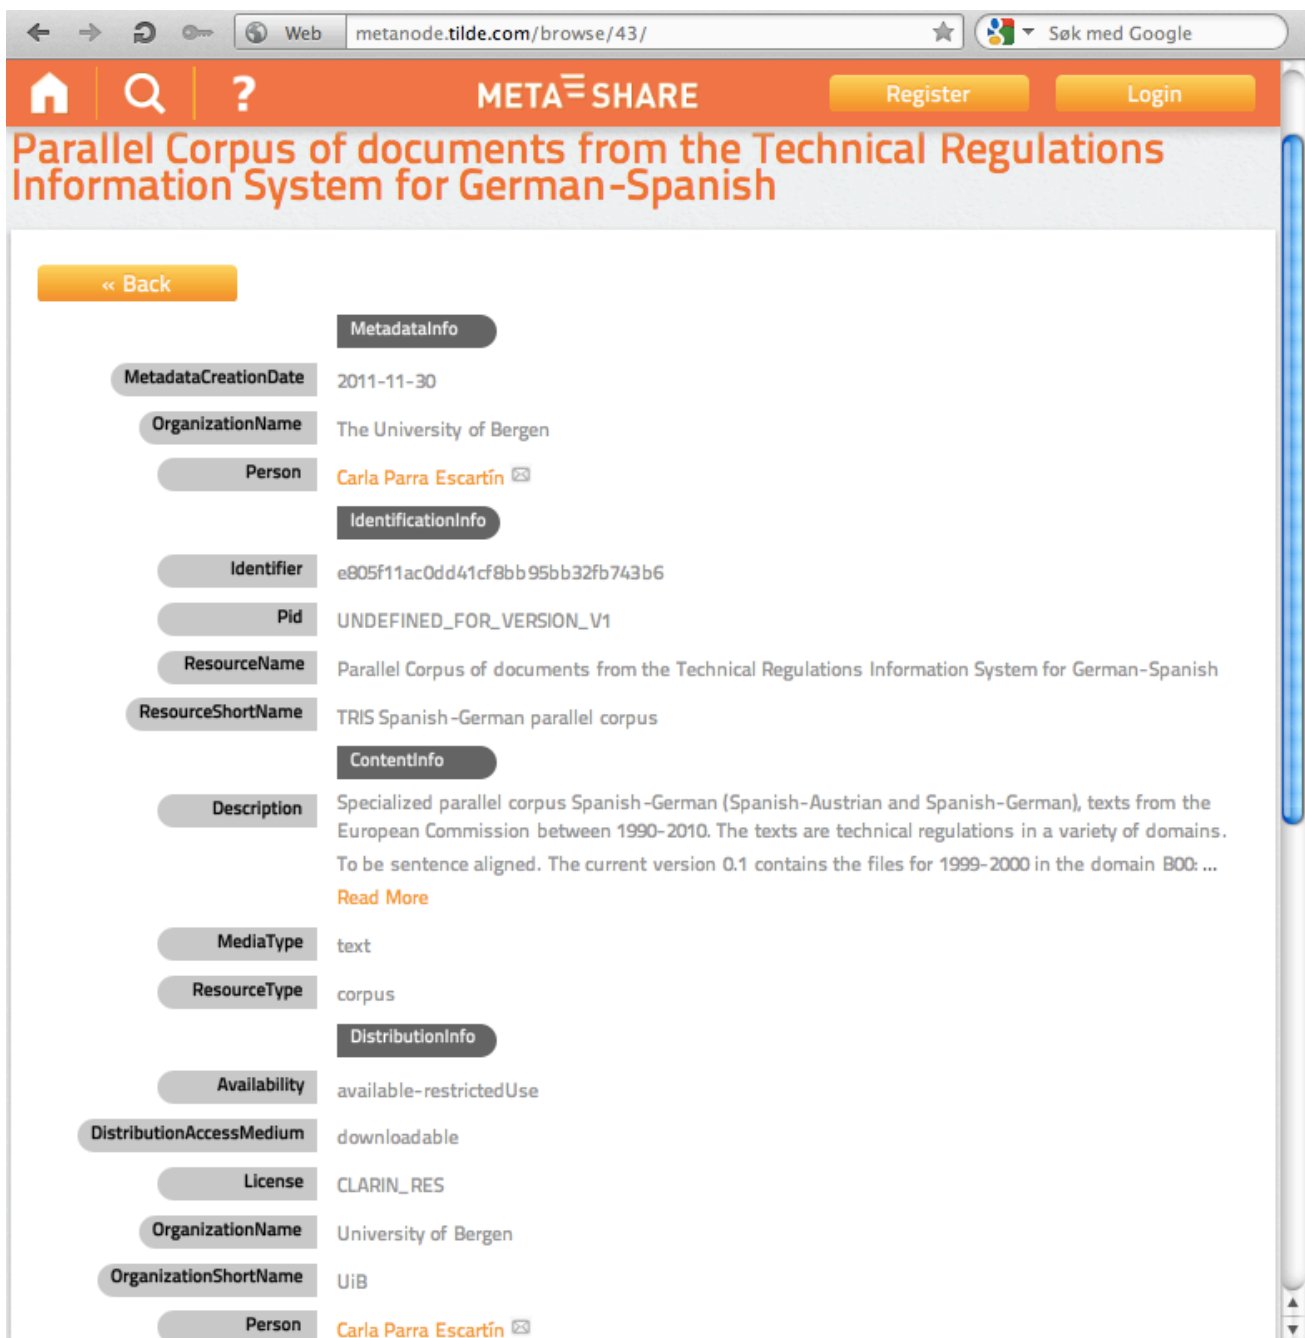 Web metanode.tilde.com/browse/43/ Søk med Google
? META SHARE Register Login
Parallel Corpus of documents from the Technical Regulations
Information System for German-Spanish
« Back
MetadataInfo
MetadataCreationDate 2011-11-30
OrganizationName The University of Bergen
Person Carla Parra Escartín
IdentificationInfo
Identifier e805f11ac0dd41cf8bb95bb32fb743b6
Pid UNDEFINED_FOR_VERSION_V1
ResourceName Parallel Corpus of documents from the Technical Regulations Information System for German-Spanish
ResourceShortName TRIS Spanish-German parallel corpus
ContentInfo
Description Specialized parallel corpus Spanish-German (Spanish-Austrian and Spanish-German), texts from the
European Commission between 1990-2010. The texts are technical regulations in a variety of domains.
To be sentence aligned. The current version 0.1 contains the files for 1999-2000 in the domain B00: ...
Read More
MediaType text
ResourceType corpus
DistributionInfo
Availability available-restrictedUse
DistributionAccessMedium downloadable
License CLARIN_RES
OrganizationName University of Bergen
OrganizationShortName UiB
Person Carla Parra Escartín